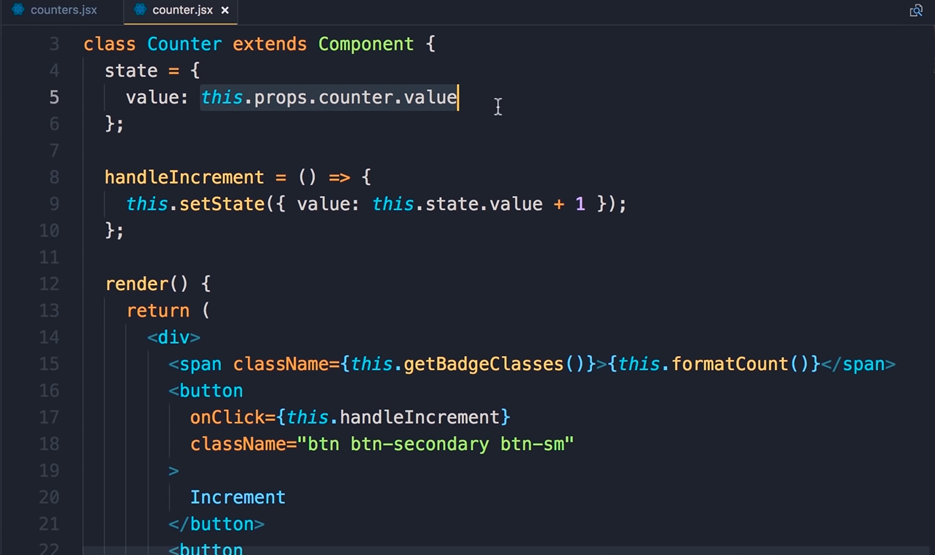 counters.jsx counter.jsx ×
3 class Counter extends Component {
4 state = {
5 value: this.props.counter.value
6 };
7
8 handleIncrement = () => {
9 this.setState({ value: this.state.value + 1 });
10 };
11
12 render() {
13 return (
14 <div>
15 <span className={this.getBadgeClasses()}>{this.formatCount()}</span>
16 <button
17 onClick={this.handleIncrement}
18 className="btn btn-secondary btn-sm"
19 >
20 Increment
21 </button>
22 <button